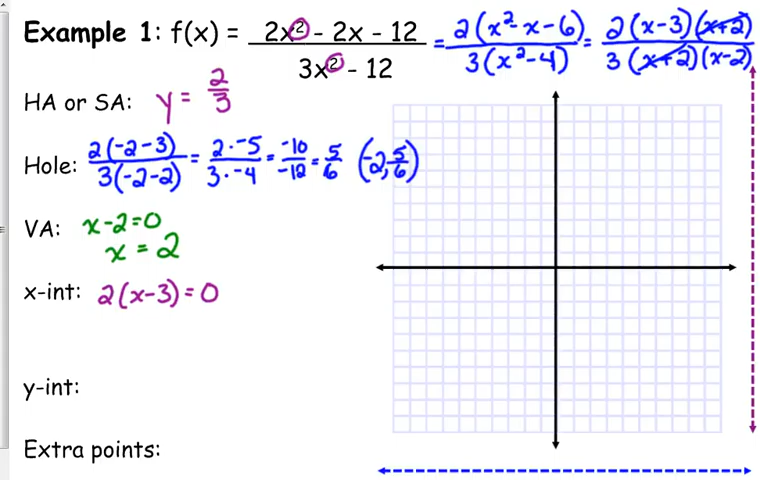 Example 1: f(x) = 2x² - 2x - 12 / 3x² - 12 = 2(x² - x - 6) / 3(x² - 4) = 2(x - 3)(x + 2) / 3(x + 2)(x - 2)
HA or SA: y = 2/3
Hole: 2(-2 - 3) / 3(-2 - 2) = 2 · -5 / 3 · -4 = -10 / -12 = 5/6 (-2, 5/6)
VA: x - 2 = 0
x = 2
x-int: 2(x - 3) = 0
y-int:
Extra points: